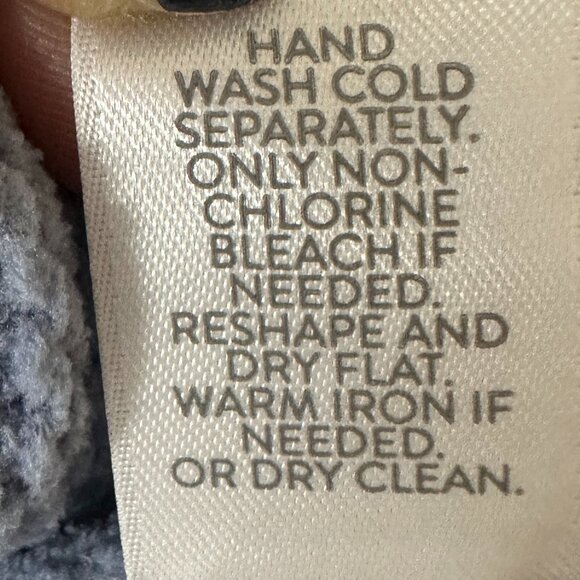 HAND
WASH COLD
SEPARATELY.
ONLY NON-
CHLORINE
BLEACH IF
NEEDED.
RESHAPE AND
DRY FLAT.
WARM IRON IF
NEEDED.
OR DRY CLEAN.